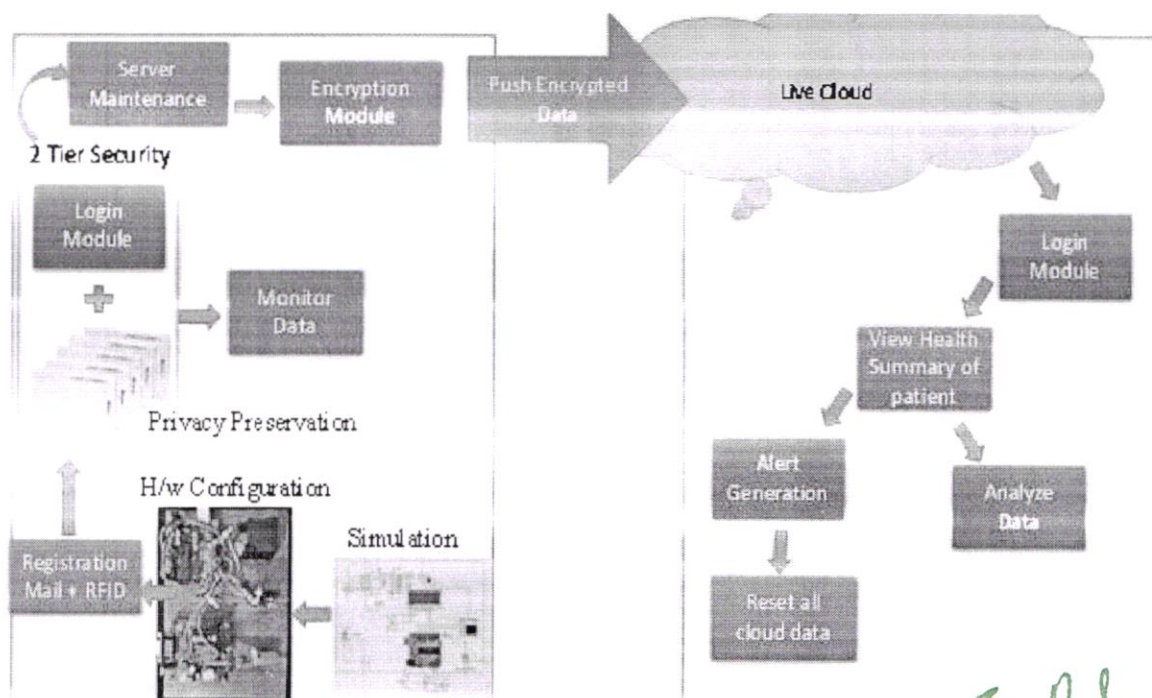 Server
Maintenance
Encryption
Module
Push Encrypted
Data
Live Cloud
2 Tier Security
Login
Module
Monitor
Data
Privacy Preservation
H/w Configuration
Simulation
Registration
Mail + RFID
Login
Module
View Health
Summary of
patient
Alert
Generation
Analyze
Data
Reset all
cloud data